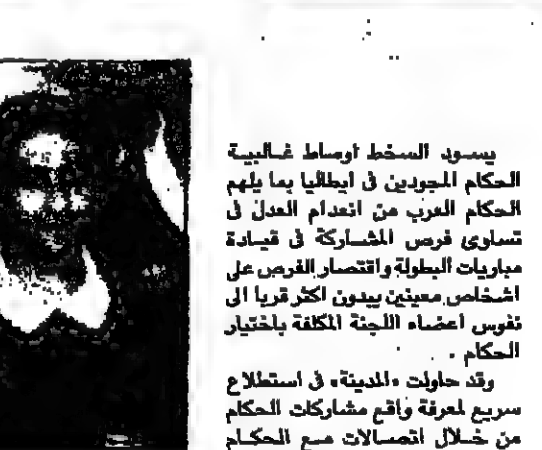 يسود السخط اوساط غالبية
الحكام المجودين في ايطاليا بما يلهم
الحكام العرب من انعدام العدل في
تساوى فرص المشاركة في قيادة
مباريات البطولة واقتصار الفرص على
اشخاص معينين يبدون اكثر قربا الى
نفوس اعضاء اللجنة المكلفة باختيار
الحكام .
وقد حاولت «المدينة» في استطلاع
سريع لمعرفة واقع مشاركات الحكام
من خلال اتصالات مع الحكام